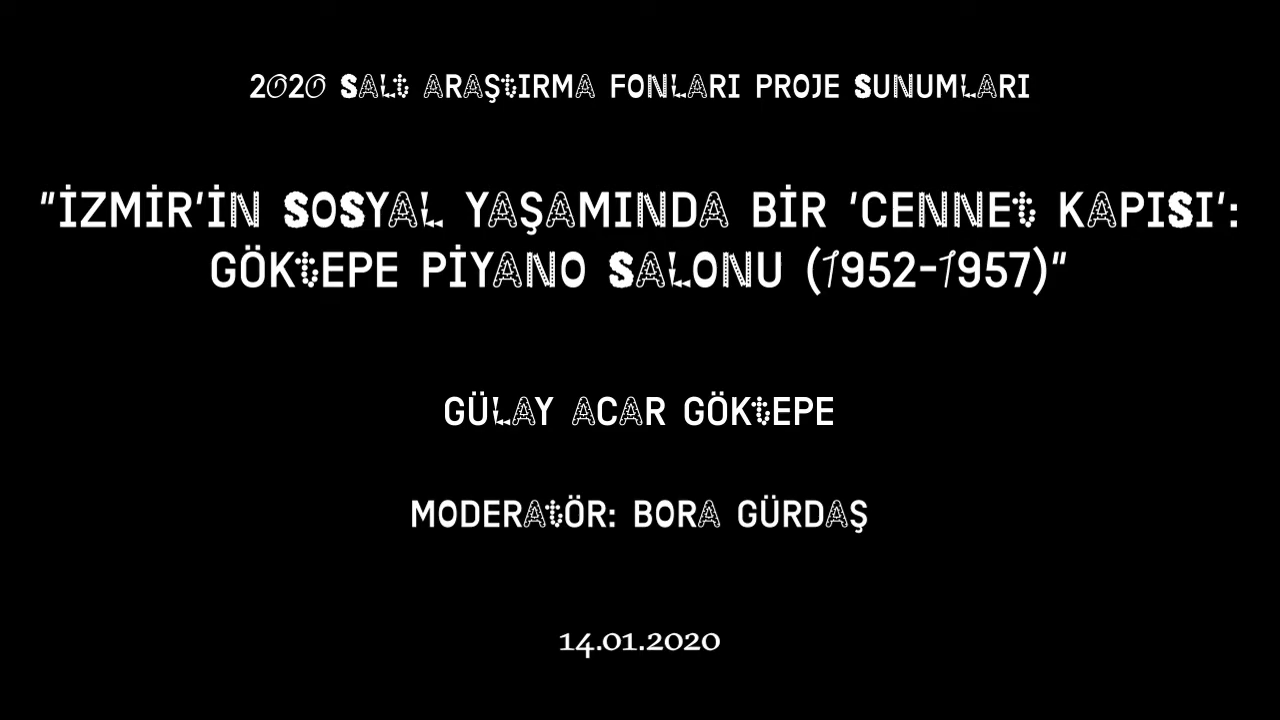 2020 SALT ARAŞTIRMA FONLARI PROJE SUNUMLARI
"İZMİR'İN SOSYAL YAŞAMINDA BİR 'CENNET KAPISI':
GÖKTEPE PİYANO SALONU (1952-1957)"
GÜLAY ACAR GÖKTEPE
MODERATÖR: BORA GÜRDAŞ
14.01.2020